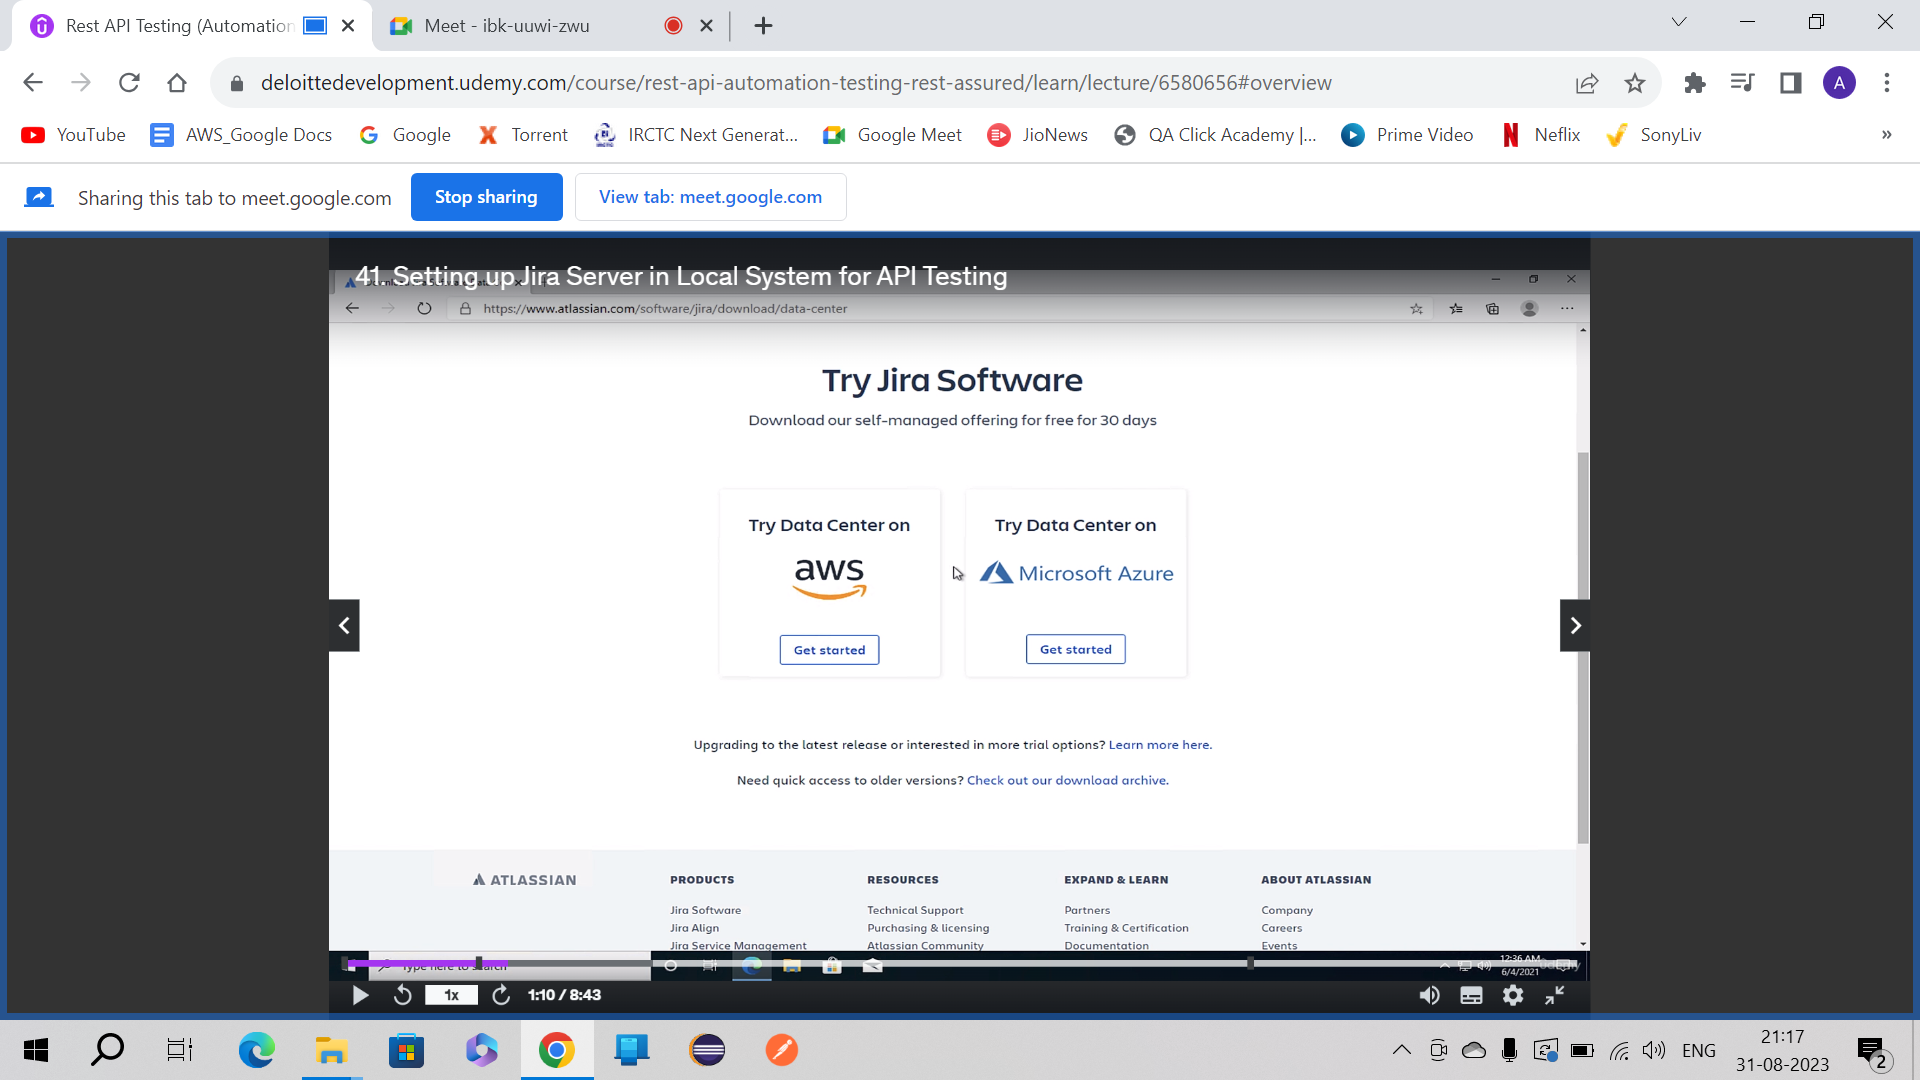 Rest API Testing (Automation
Meet - ibk-uuwi-zwu
deloittedevelopment.udemy.com/course/rest-api-automation-testing-rest-assured/learn/lecture/6580656#overview
A
YouTube
AWS_Google Docs
Google
Torrent
IRCTC Next Generat...
Google Meet
JioNews
QA Click Academy |...
Prime Video
Neflix
SonyLiv
»
Sharing this tab to meet.google.com
Stop sharing
View tab: meet.google.com
41. Setting up Jira Server in Local System for API Testing
https://www.atlassian.com/software/jira/download/data-center
Try Jira Software
Download our self-managed offering for free for 30 days
Try Data Center on
aws
Get started
Try Data Center on
Microsoft Azure
Get started
Upgrading to the latest release or interested in more trial options? Learn more here.
Need quick access to older versions? Check out our download archive.
ATLASSIAN
PRODUCTS
Jira Software
Jira Align
Jira Service Management
RESOURCES
Technical Support
Purchasing & licensing
Atlassian Community
EXPAND & LEARN
Partners
Training & Certification
Documentation
ABOUT ATLASSIAN
Company
Careers
Events
Type here to search
12:36 AM
6/4/2021
1x
1:10 / 8:43
ENG
21:17
31-08-2023
2